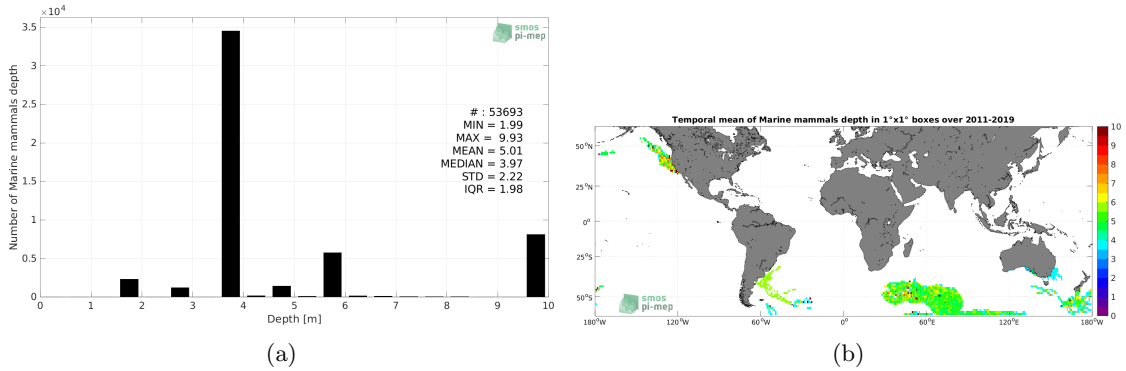 ×10⁴
3.5
3
2.5
2
1.5
1
0.5
0
Number of Marine mammals depth
smos
pi-mep
# : 53693
MIN = 1.99
MAX = 9.93
MEAN = 5.01
MEDIAN = 3.97
STD = 2.22
IQR = 1.98
0 1 2 3 4 5 6 7 8 9 10
Depth [m]
(a)
Temporal mean of Marine mammals depth in 1°x1° boxes over 2011-2019
50°N
25°N
0°
25°S
50°S
180°W 120°W 60°W 0° 60°E 120°E 180°E
smos
pi-mep
10
9
8
7
6
5
4
3
2
1
0
(b)